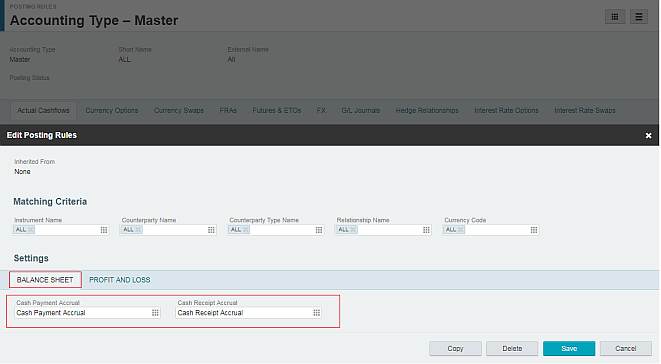 POSTING RULES
Accounting Type – Master
Accounting Type Short Name External Name
Master ALL All
Posting Status
Actual Cashflows Currency Options Currency Swaps FRAs Futures & ETOs FX G/L Journals Hedge Relationships Interest Rate Options Interest Rate Swaps
Edit Posting Rules
Inherited From
None
Matching Criteria
Instrument Name Counterparty Name Counterparty Type Name Relationship Name Currency Code
ALL ALL ALL ALL ALL
Settings
BALANCE SHEET PROFIT AND LOSS
Cash Payment Accrual Cash Receipt Accrual
Cash Payment Accrual Cash Receipt Accrual
Copy Delete Save Cancel